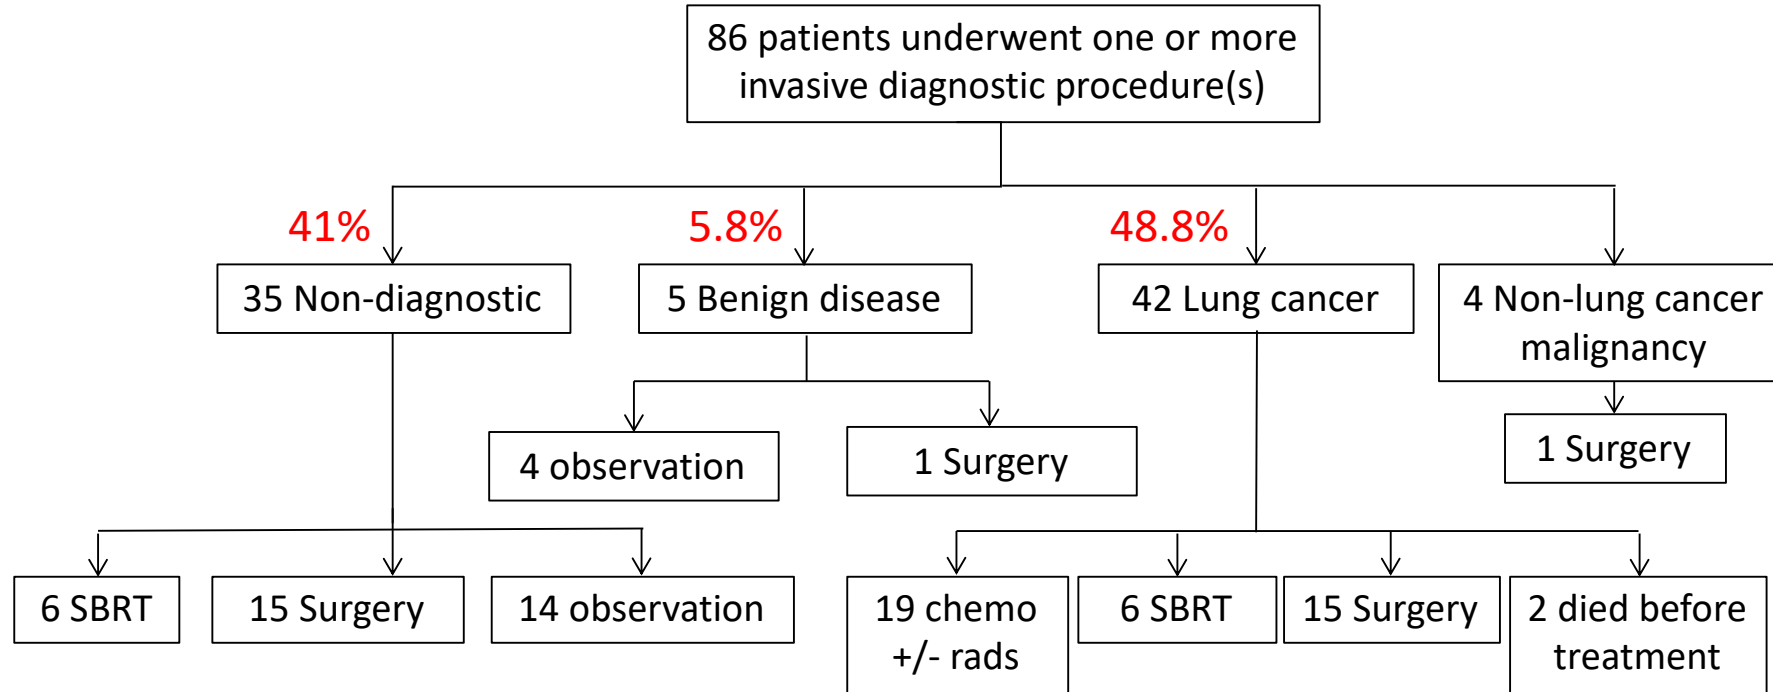 86 patients underwent one or more
invasive diagnostic procedure(s)
41%
5.8%
48.8%
35 Non-diagnostic
5 Benign disease
42 Lung cancer
4 Non-lung cancer
malignancy
4 observation
1 Surgery
1 Surgery
6 SBRT
15 Surgery
14 observation
19 chemo
+/- rads
6 SBRT
15 Surgery
2 died before
treatment